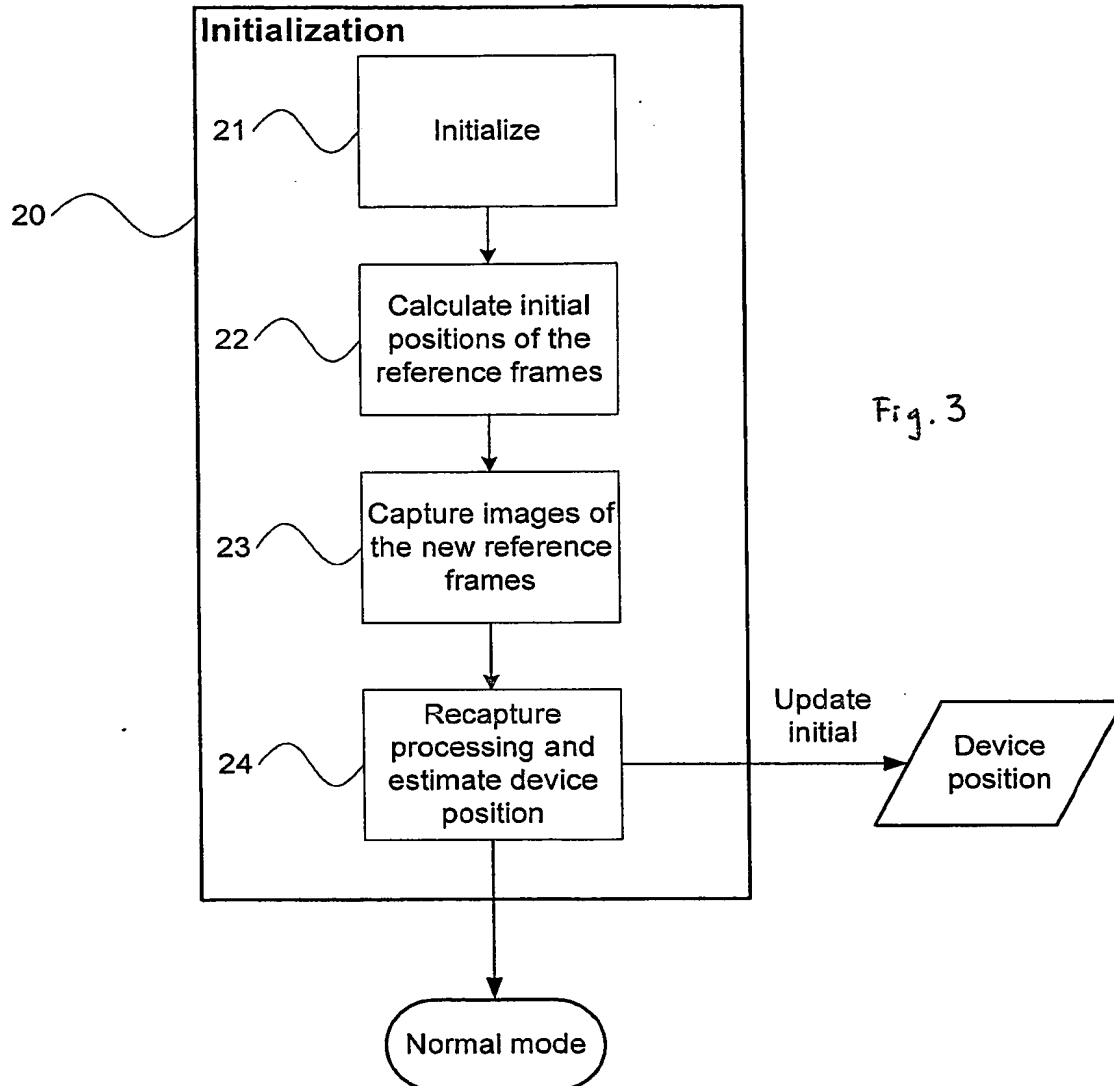 Initialization
21
Initialize
20
22
Calculate initial
positions of the
reference frames
Fig. 3
23
Capture images of
the new reference
frames
24
Recapture
processing and
estimate device
position
Update
initial
Device
position
Normal mode